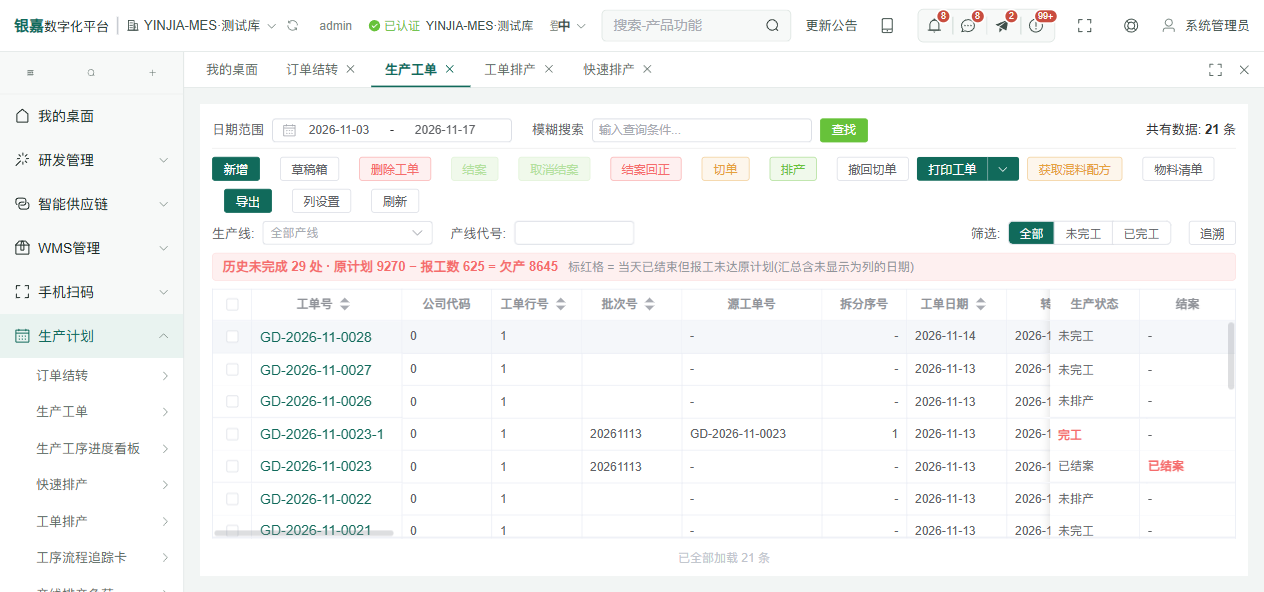 银嘉数字化平台 YINJIA-MES·测试库 admin 已认证 YINJIA-MES·测试库 中 搜索-产品功能 更新公告 8 8 2 99+ 系统管理员
我的桌面 订单结转 生产工单 工单排产 快速排产
我的桌面
研发管理
智能供应链
WMS管理
手机扫码
生产计划
订单结转
生产工单
生产工序进度看板
快速排产
工单排产
工序流程追踪卡
日期范围 2026-11-03 - 2026-11-17 模糊搜索 输入查询条件... 查找 共有数据: 21 条
新增 草稿箱 删除工单 结案 取消结案 结案回正 切单 排产 撤回切单 打印工单 获取混料配方 物料清单
导出 列设置 刷新
生产线: 全部产线 产线代号: 筛选: 全部 未完工 已完工 追溯
历史未完成 29 处 · 原计划 9270 − 报工数 625 = 欠产 8645 标红格 = 当天已结束但报工未达原计划(汇总含未显示为列的日期)
工单号 公司代码 工单行号 批次号 源工单号 拆分序号 工单日期 转 生产状态 结案
GD-2026-11-0028 0 1 - - 2026-11-14 2026-1 未完工 -
GD-2026-11-0027 0 1 - - 2026-11-13 2026-1 未完工 -
GD-2026-11-0026 0 1 - - 2026-11-13 2026-1 未排产 -
GD-2026-11-0023-1 0 1 20261113 GD-2026-11-0023 1 2026-11-13 2026-1 完工 -
GD-2026-11-0023 0 1 20261113 - - 2026-11-13 2026-1 已结案 已结案
GD-2026-11-0022 0 1 - - 2026-11-13 2026-1 未排产 -
GD-2026-11-0021 0 1 - - 2026-11-13 2026-1 未完工 -
已全部加载 21 条